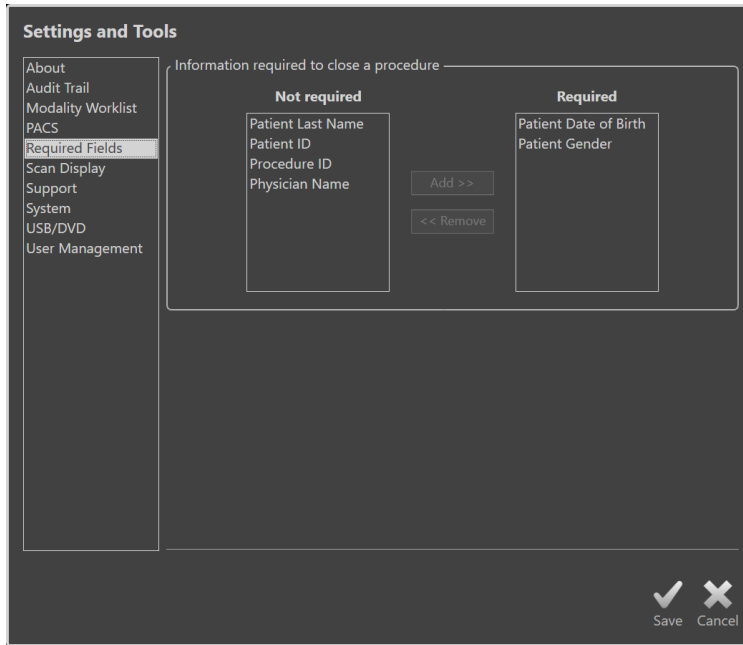 Settings and Tools
About
Audit Trail
Modality Worklist
PACS
Required Fields
Scan Display
Support
System
USB/DVD
User Management
Information required to close a procedure
Not required
Patient Last Name
Patient ID
Procedure ID
Physician Name
Add >>
<< Remove
Required
Patient Date of Birth
Patient Gender
Save
Cancel